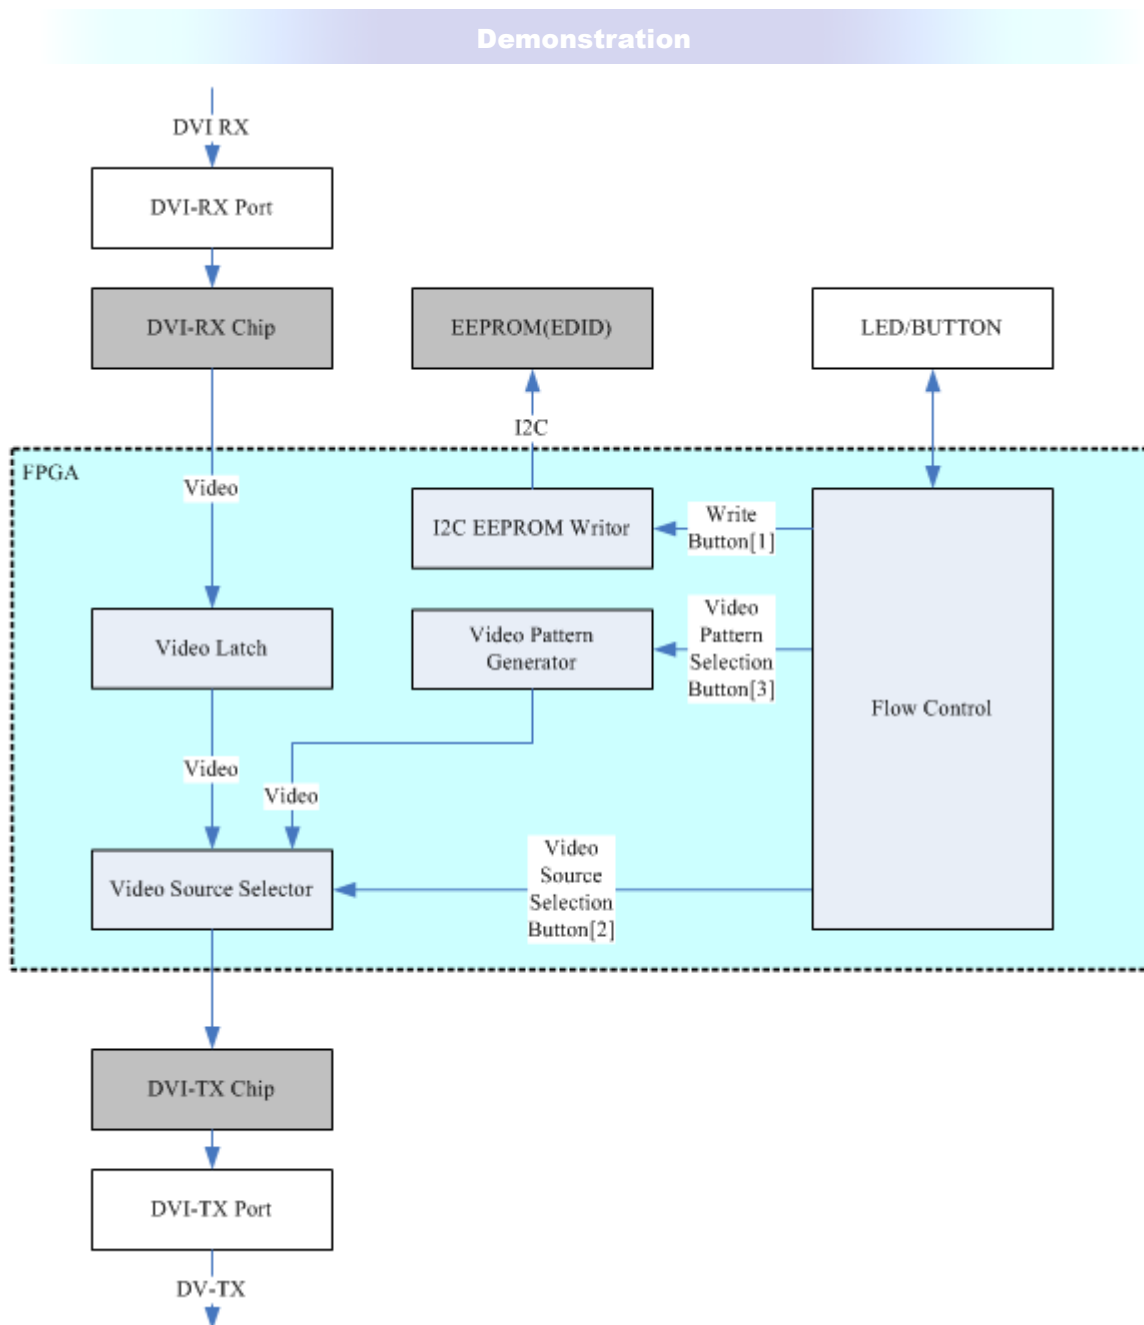 Demonstration
DVI RX
DVI-RX Port
DVI-RX Chip
EEPROM(EDID)
LED/BUTTON
I2C
FPGA
Video
I2C EEPROM Writor
Write
Button[1]
Video Latch
Video Pattern
Generator
Video
Pattern
Selection
Button[3]
Flow Control
Video
Video
Video Source Selector
Video
Source
Selection
Button[2]
DVI-TX Chip
DVI-TX Port
DV-TX